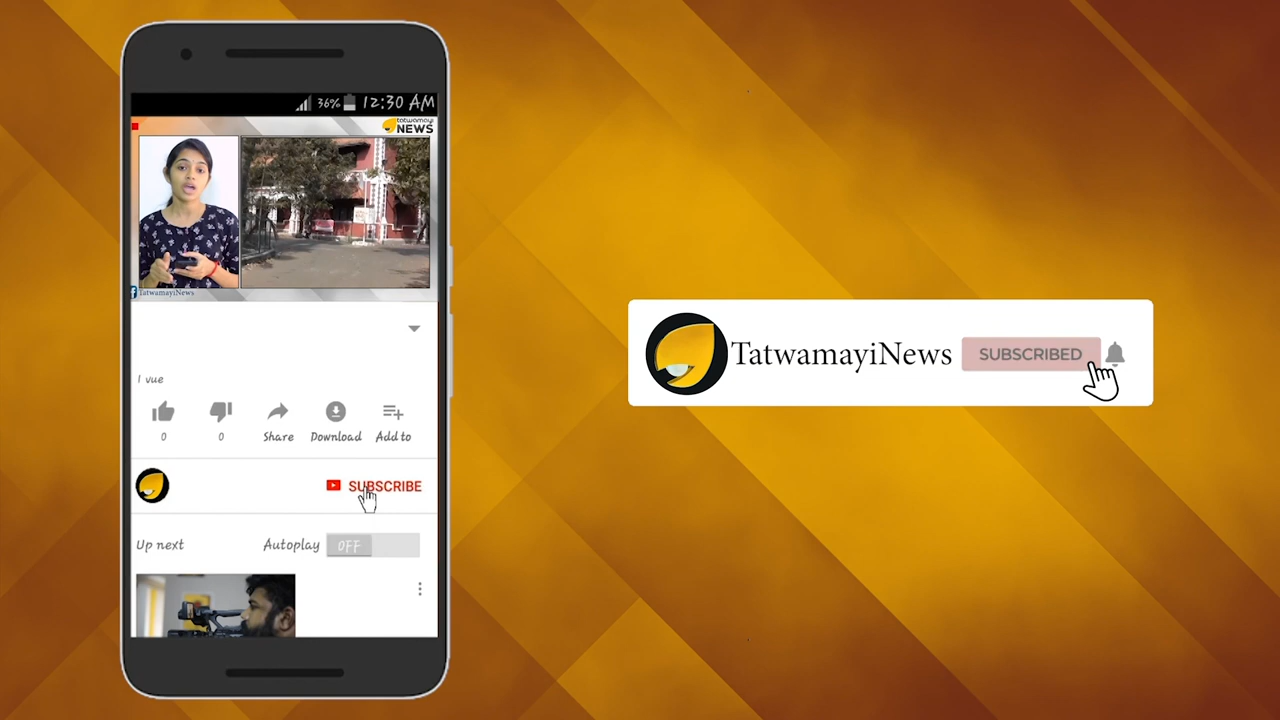 36% 12:30 AM
tatwamayi
NEWS
TatwamayiNews
1 vue
0 0 Share Download Add to
SUBSCRIBE
Up next Autoplay OFF
TatwamayiNews SUBSCRIBED